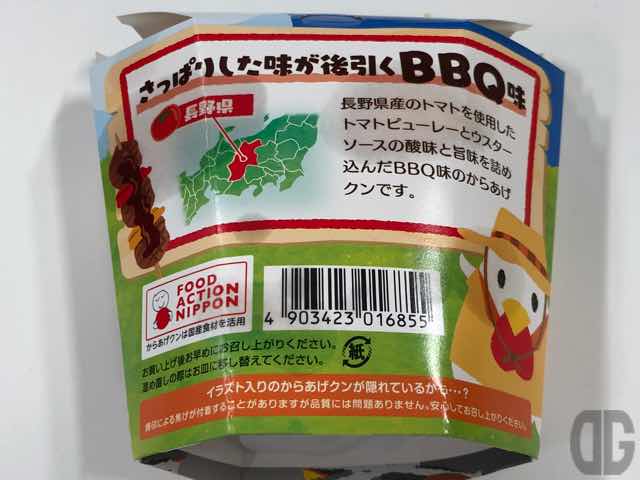 さっぱりした味が後引くBBQ味
長野県
長野県産のトマトを使用した
トマトピューレーとウスター
ソースの酸味と旨味を詰め
込んだBBQ味のからあげ
クンです。
FOOD
ACTION
NIPPON
からあげクンは国産食材を活用
4 903423 016855
お買い上げ後お早めにお召し上がりください。
温め直しの際はお皿に移し替えてください。
紙
イラスト入りのからあげクンが隠れているかも…?
焼印による焦げが付着することがありますが品質には問題ありません。安心してお召し上がりください。
DG